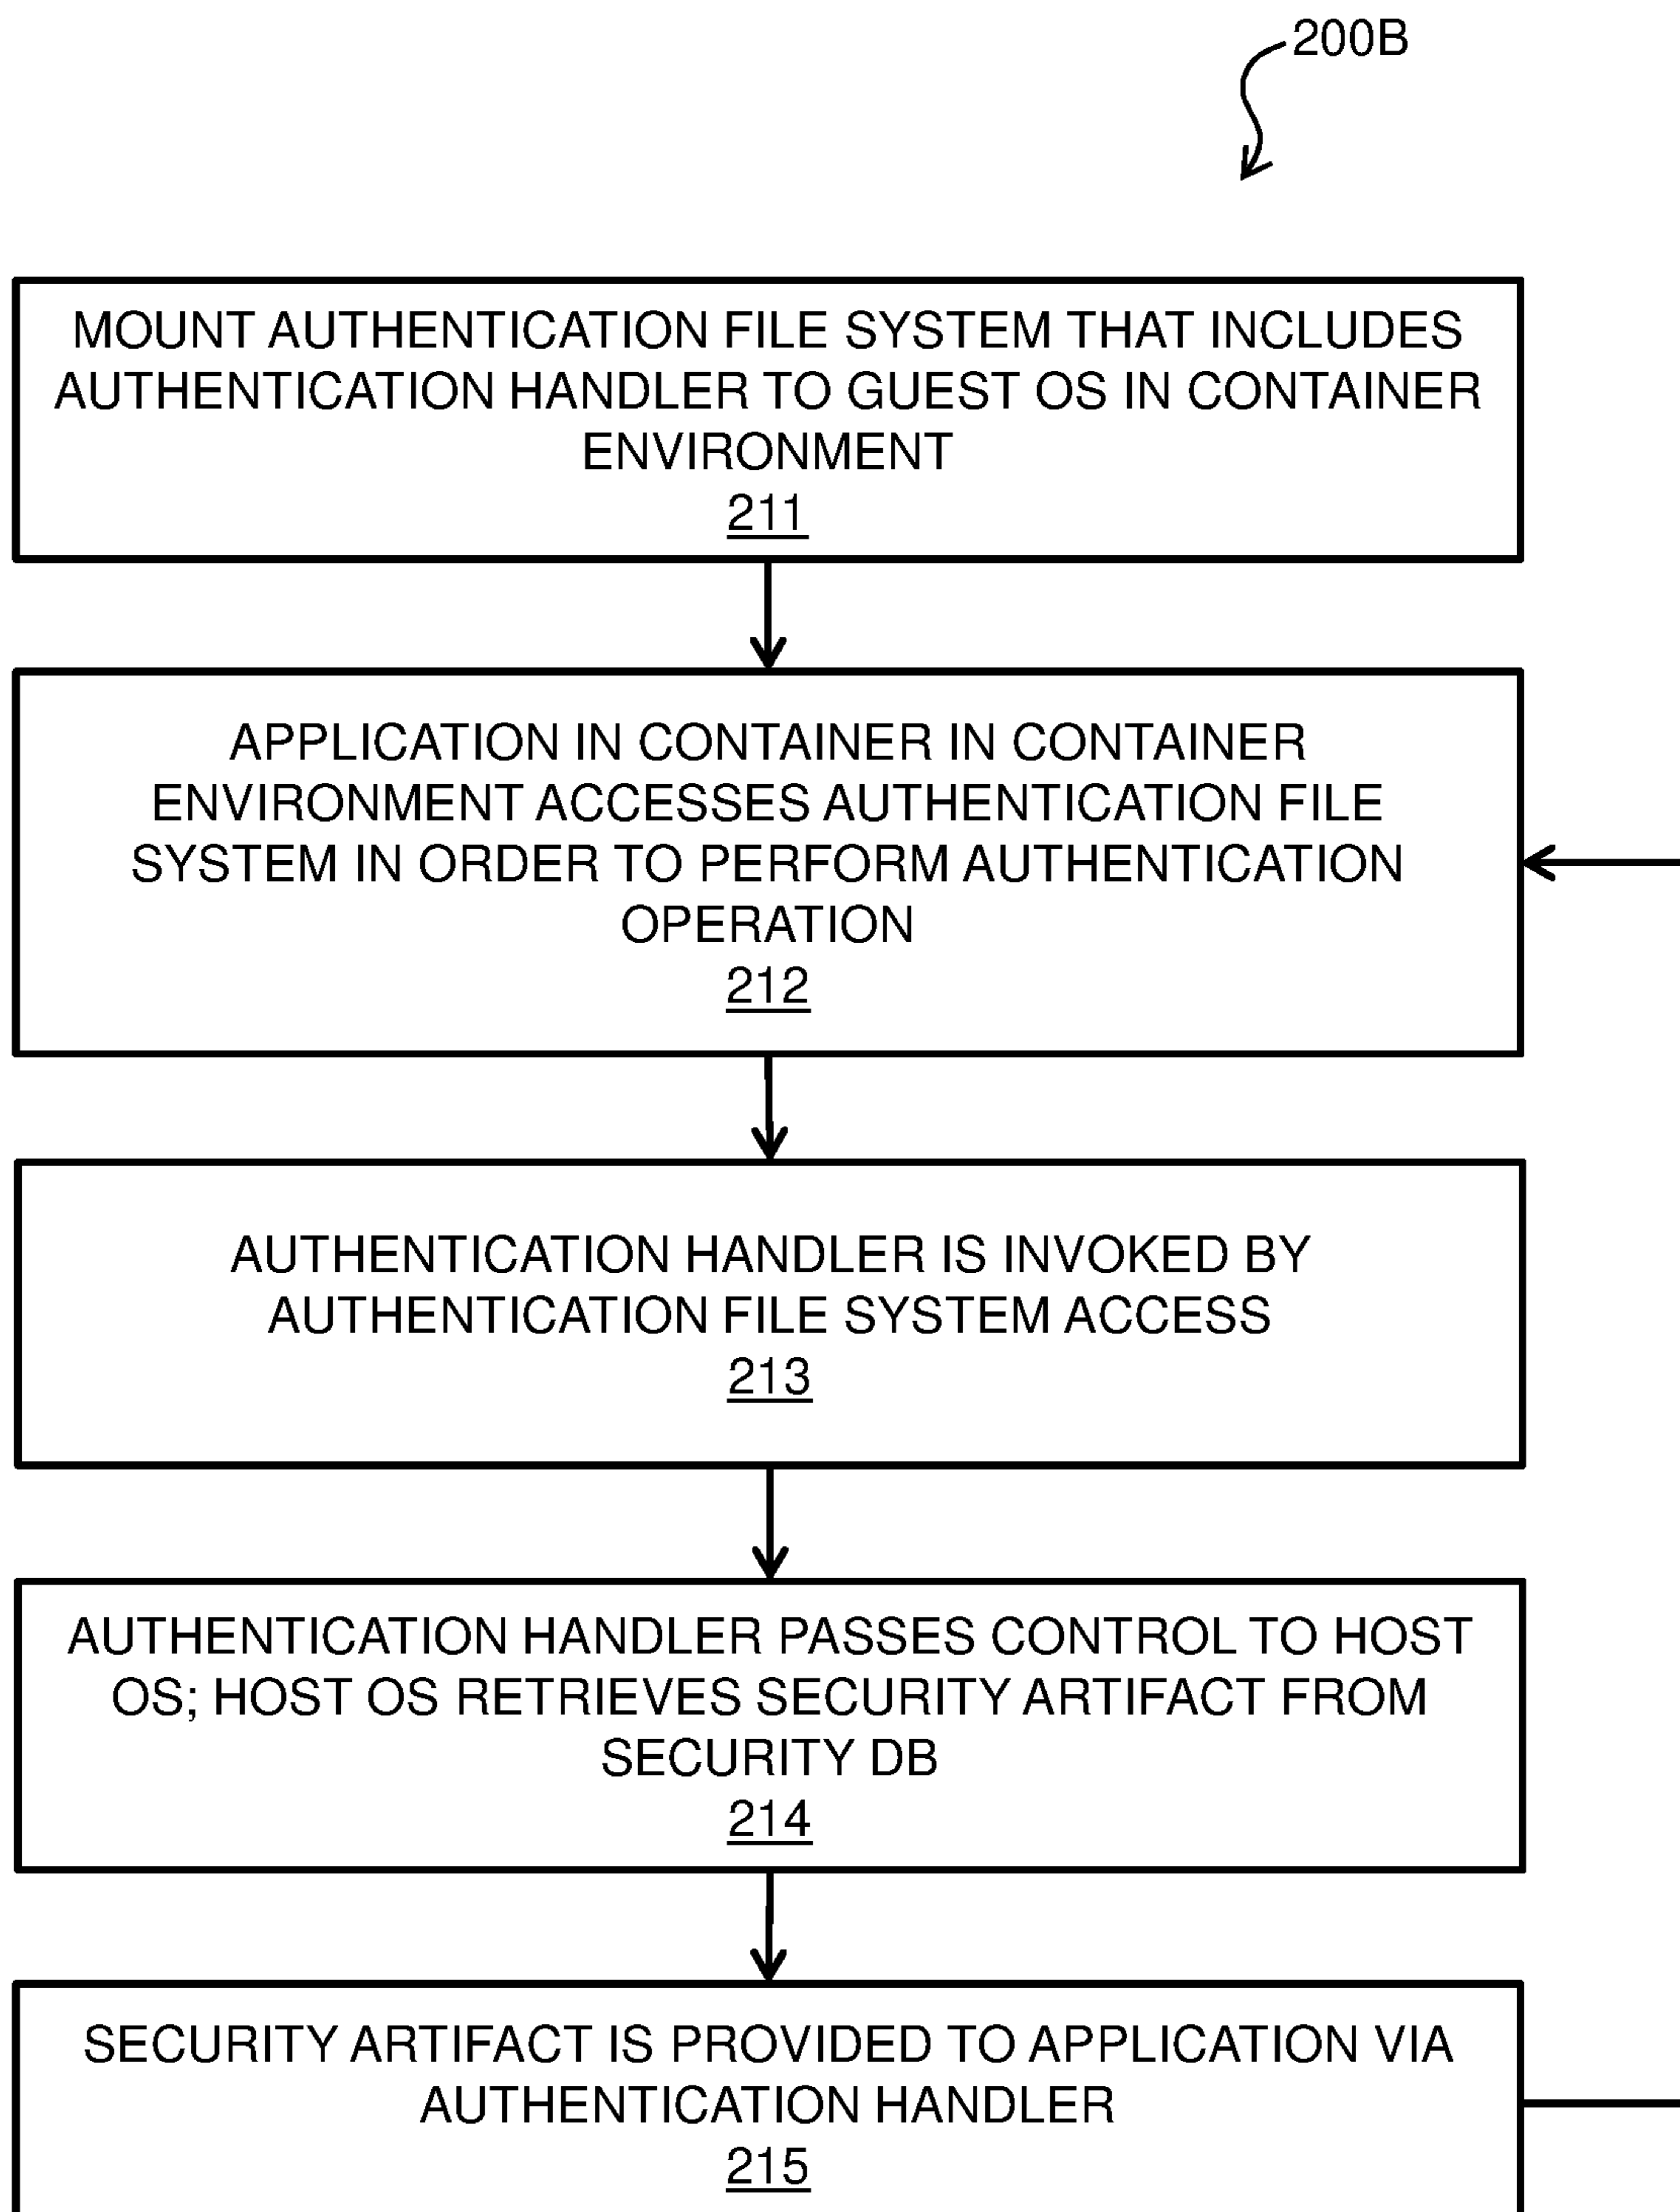 200B
MOUNT AUTHENTICATION FILE SYSTEM THAT INCLUDES
AUTHENTICATION HANDLER TO GUEST OS IN CONTAINER
ENVIRONMENT
211
APPLICATION IN CONTAINER IN CONTAINER
ENVIRONMENT ACCESSES AUTHENTICATION FILE
SYSTEM IN ORDER TO PERFORM AUTHENTICATION
OPERATION
212
AUTHENTICATION HANDLER IS INVOKED BY
AUTHENTICATION FILE SYSTEM ACCESS
213
AUTHENTICATION HANDLER PASSES CONTROL TO HOST
OS; HOST OS RETRIEVES SECURITY ARTIFACT FROM
SECURITY DB
214
SECURITY ARTIFACT IS PROVIDED TO APPLICATION VIA
AUTHENTICATION HANDLER
215